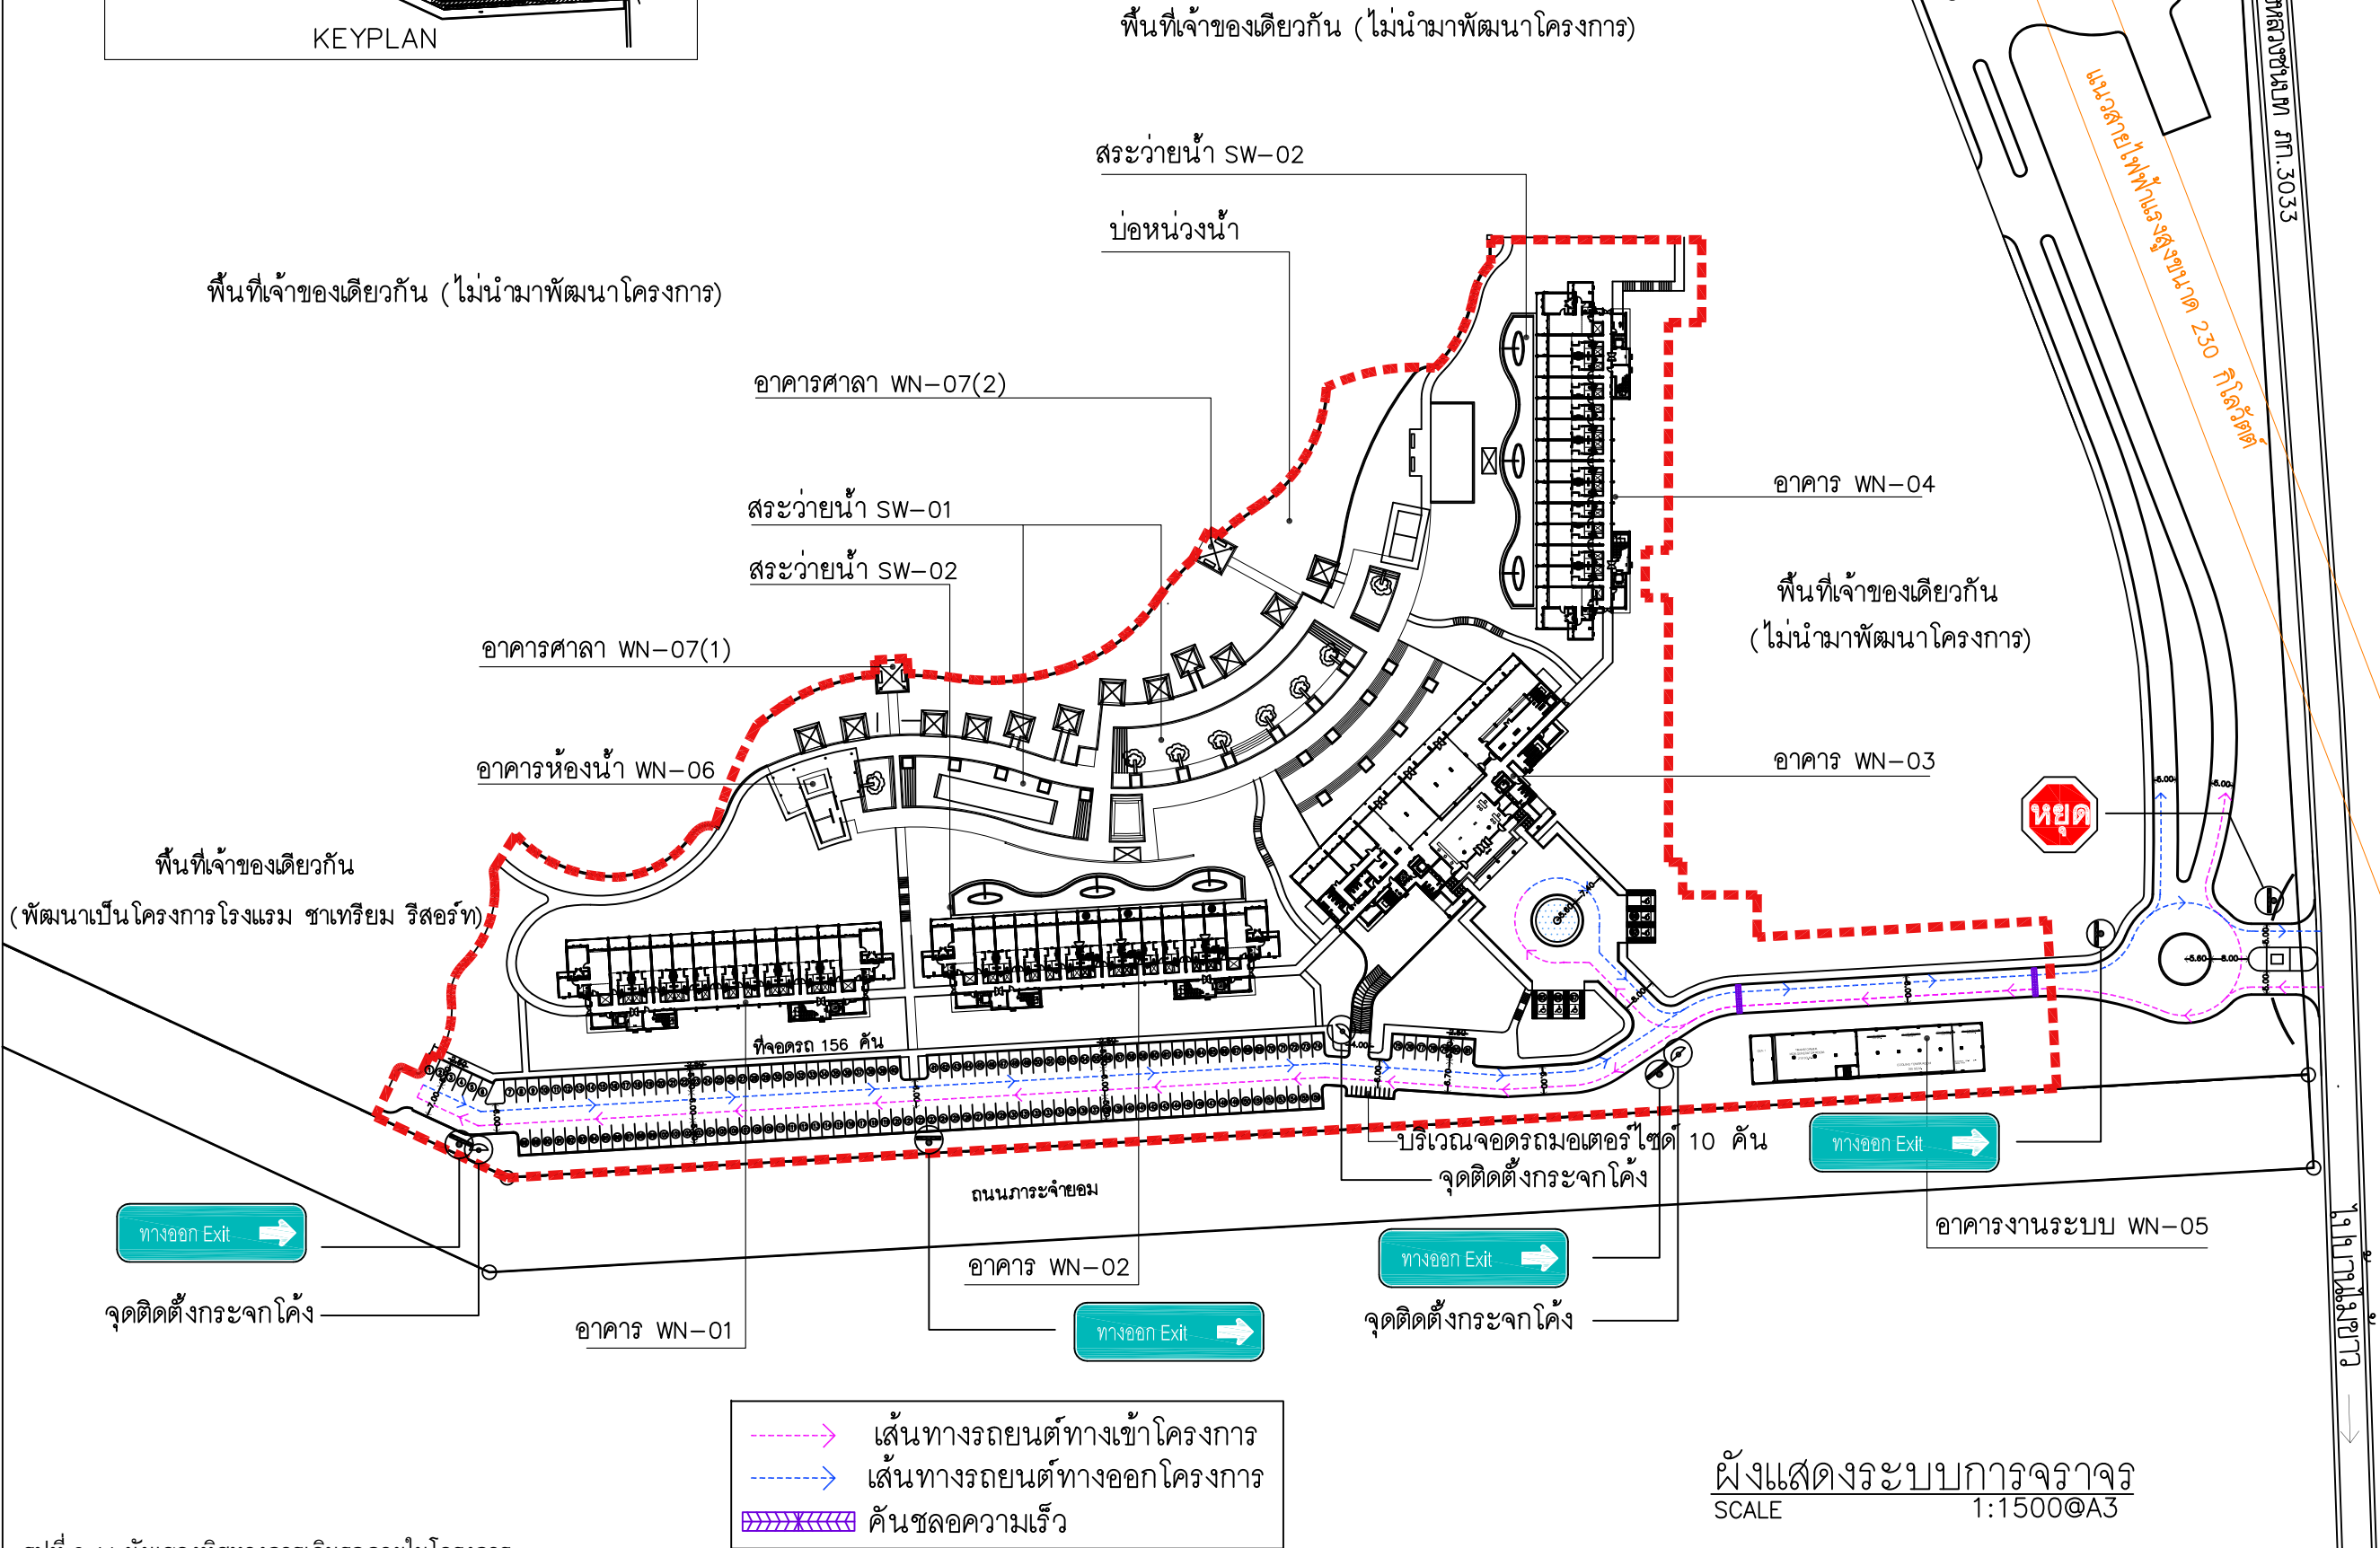 KEYPLAN
พื้นที่เจ้าของเดียวกัน (ไม่นำมาพัฒนาโครงการ)
ทางหลวงชนบท ภก.3033
แนวสายไฟฟ้าแรงสูงขนาด 230 กิโลวัตต์
สระว่ายน้ำ SW-02
บ่อหน่วงน้ำ
พื้นที่เจ้าของเดียวกัน (ไม่นำมาพัฒนาโครงการ)
อาคารศาลา WN-07(2)
อาคาร WN-04
สระว่ายน้ำ SW-01
สระว่ายน้ำ SW-02
พื้นที่เจ้าของเดียวกัน
(ไม่นำมาพัฒนาโครงการ)
อาคารศาลา WN-07(1)
อาคารห้องน้ำ WN-06
อาคาร WN-03
หยุด
พื้นที่เจ้าของเดียวกัน
(พัฒนาเป็นโครงการโรงแรม ชาเทรียม รีสอร์ท)
ที่จอดรถ 156 คัน
บริเวณจอดรถมอเตอร์ไซด์ 10 คัน
ทางออก Exit
จุดติดตั้งกระจกโค้ง
ถนนภาระจำยอม
ทางออก Exit
อาคารงานระบบ WN-05
อาคาร WN-02
ทางออก Exit
จุดติดตั้งกระจกโค้ง
จุดติดตั้งกระจกโค้ง
อาคาร WN-01
ทางออก Exit
ไปบ้านไม้ขาว
เส้นทางรถยนต์ทางเข้าโครงการ
เส้นทางรถยนต์ทางออกโครงการ
คันชลอความเร็ว
ผังแสดงระบบการจราจร
SCALE 1:1500@A3